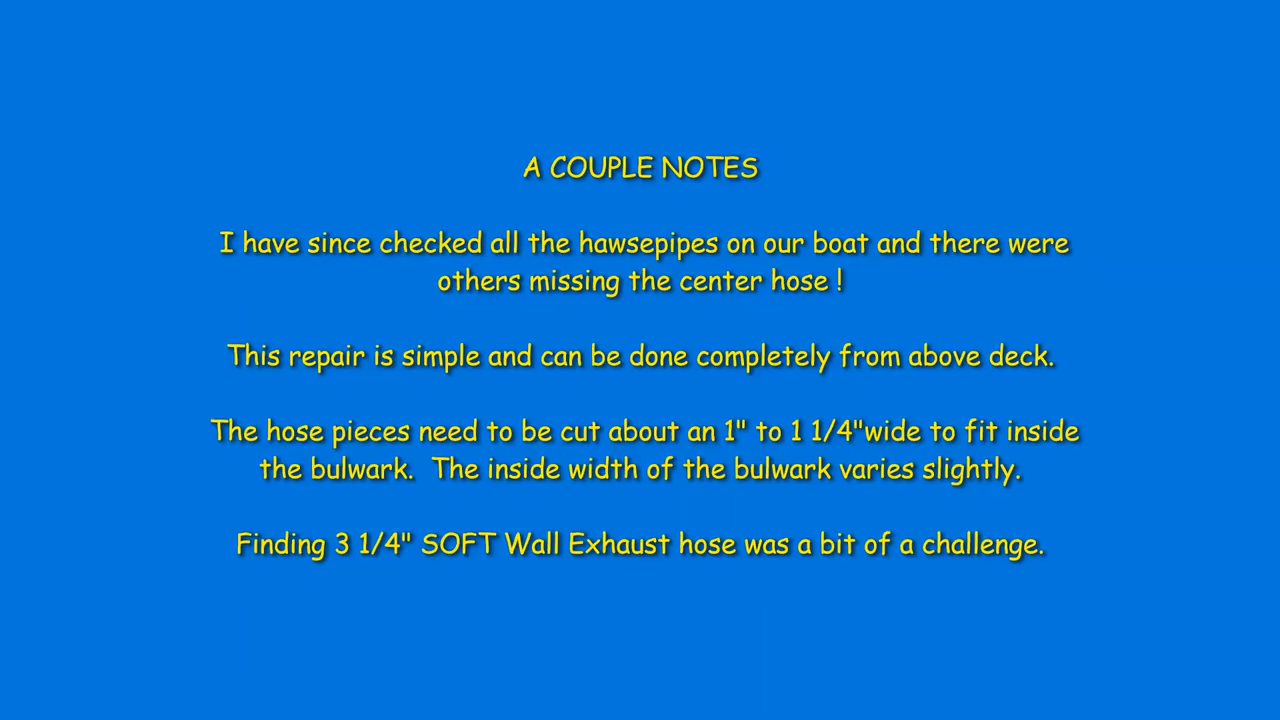 A COUPLE NOTES
I have since checked all the hawsepipes on our boat and there were
others missing the center hose !
This repair is simple and can be done completely from above deck.
The hose pieces need to be cut about an 1" to 1 1/4"wide to fit inside
the bulwark.  The inside width of the bulwark varies slightly.
Finding 3 1/4" SOFT Wall Exhaust hose was a bit of a challenge.